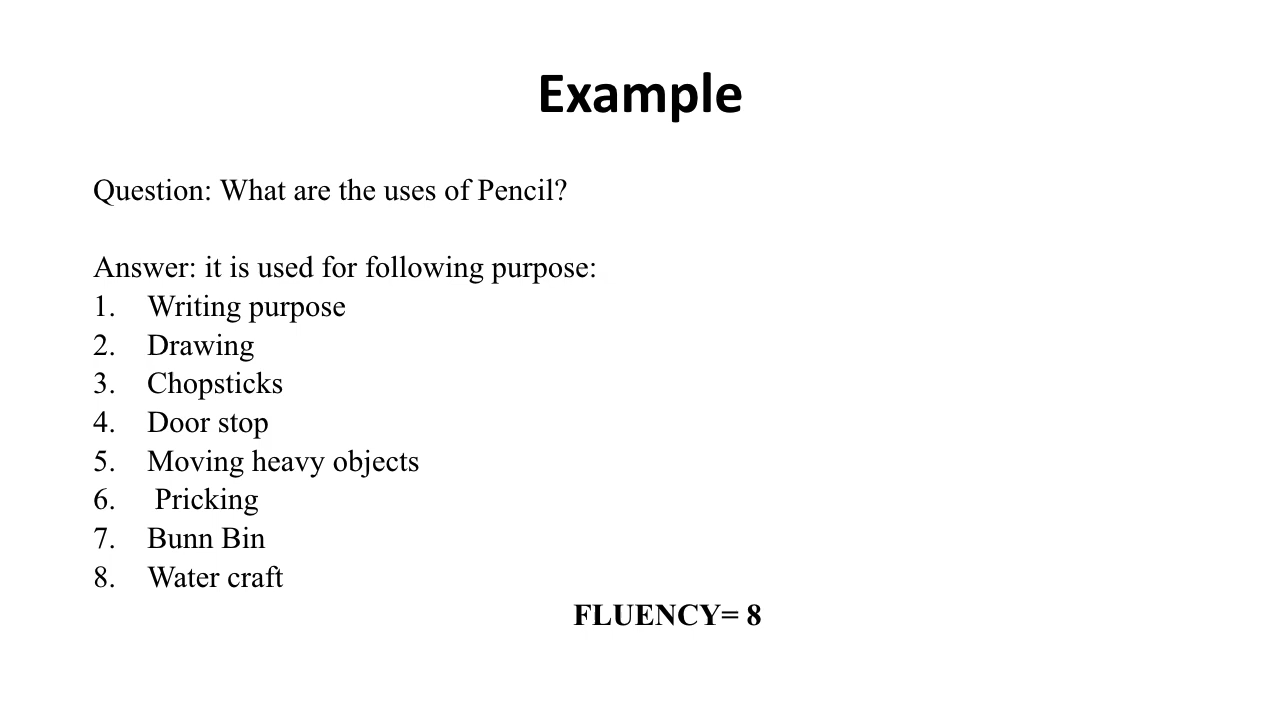 Example
Question: What are the uses of Pencil?
Answer: it is used for following purpose:
1. Writing purpose
2. Drawing
3. Chopsticks
4. Door stop
5. Moving heavy objects
6. Pricking
7. Bunn Bin
8. Water craft
FLUENCY= 8